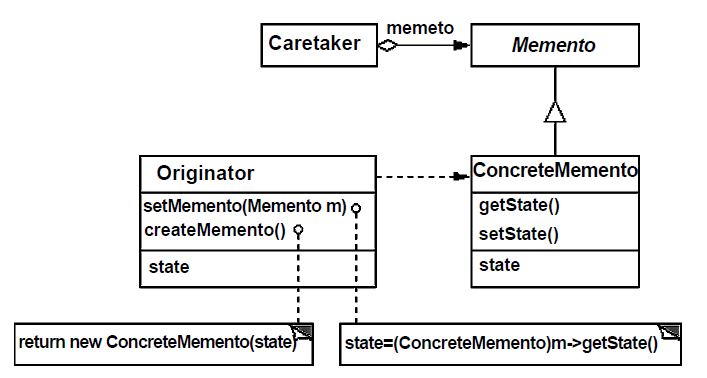 memeto
Caretaker
Memento
Originator
ConcreteMemento
setMemento(Memento m)
createMemento()
state
getState()
setState()
state
return new ConcreteMemento(state)
state=(ConcreteMemento)m->getState()